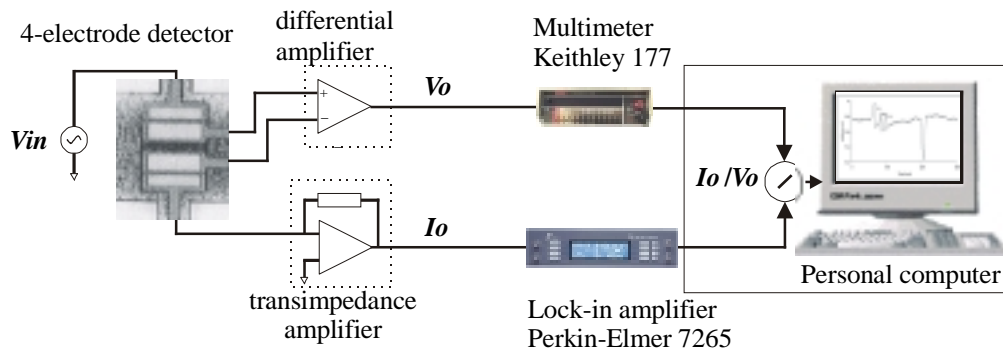 4-electrode detector
differential
amplifier
Multimeter
Keithley 177
Vin
+
−
Vo
Io
Io/Vo
transimpedance
amplifier
Lock-in amplifier
Perkin-Elmer 7265
Personal computer